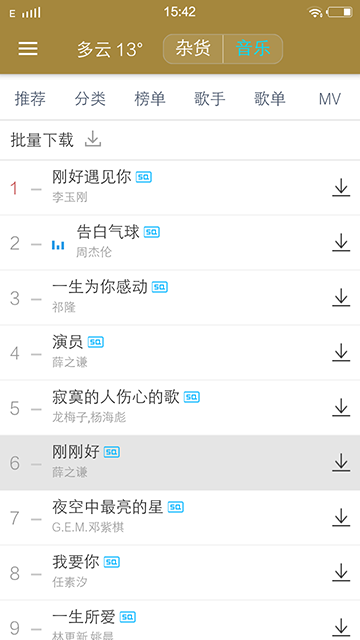 E 15:42
多云 13° 杂货 音乐
推荐 分类 榜单 歌手 歌单 MV
批量下载
1 刚好遇见你 SQ
李玉刚
2 告白气球 SQ
周杰伦
3 一生为你感动 SQ
祁隆
4 演员 SQ
薛之谦
5 寂寞的人伤心的歌 SQ
龙梅子,杨海彪
6 刚刚好 SQ
薛之谦
7 夜空中最亮的星 SQ
G.E.M.邓紫棋
8 我要你 SQ
任素汐
9 一生所爱 SQ
林更新,姚晨